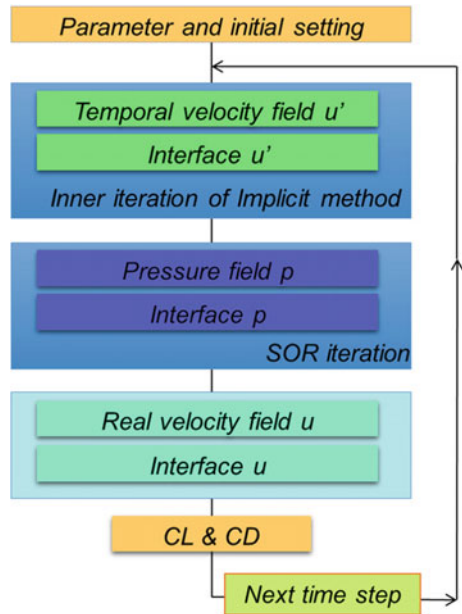 Parameter and initial setting
Temporal velocity field u’
Interface u’
Inner iteration of Implicit method
Pressure field p
Interface p
SOR iteration
Real velocity field u
Interface u
CL & CD
Next time step